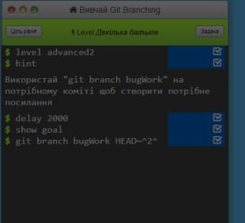 Вивчай Git Branching
Ціль рівня
Level Декілька батьків
Задача
$ level advanced2
$ hint
Використай "git branch bugWork" на
потрібному коміті щоб створити потрібне
посилання
$ delay 2000
$ show goal
$ git branch bugWork HEAD~^2^